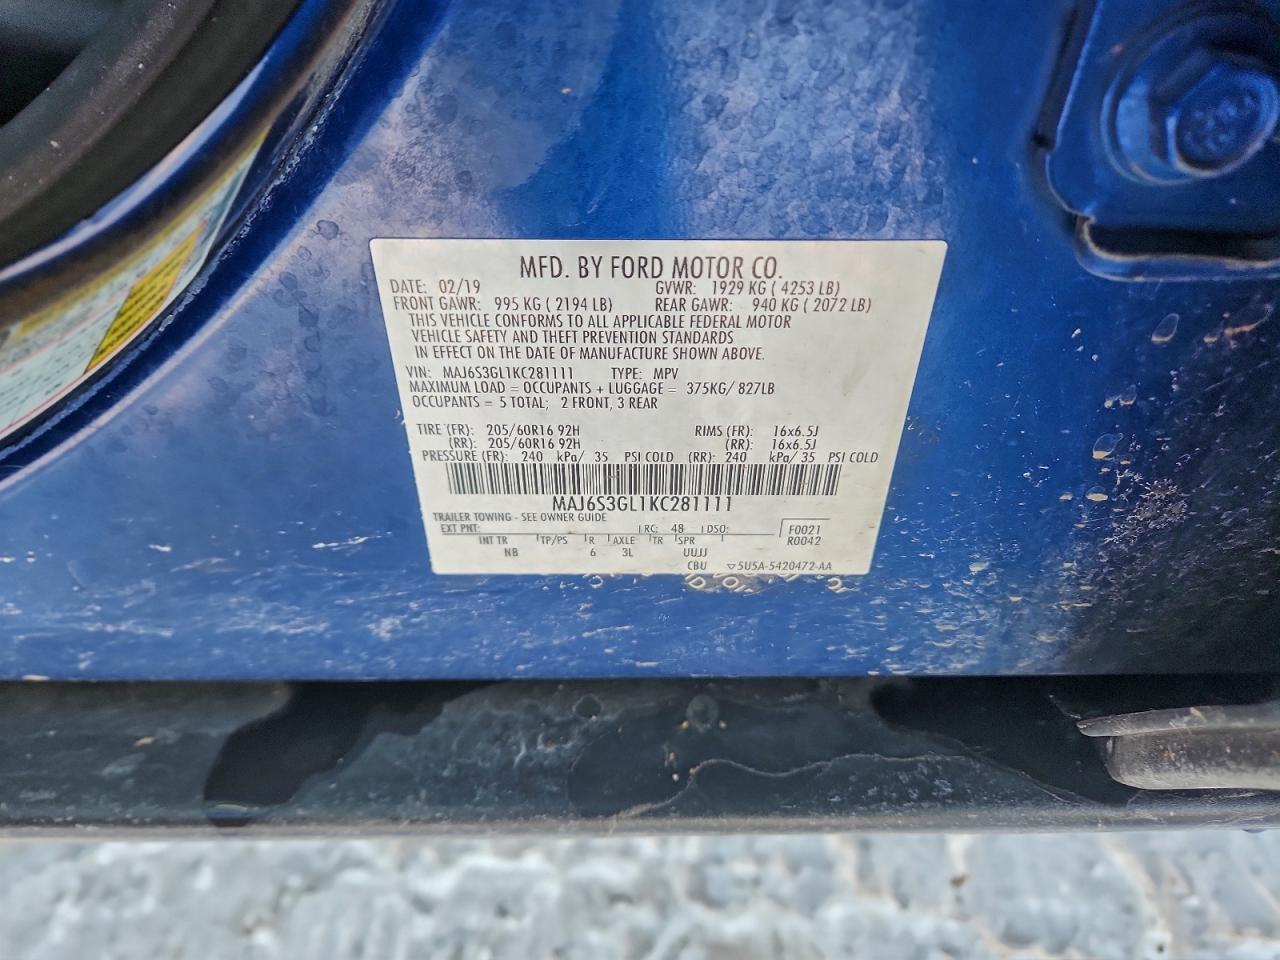 MFD. BY FORD MOTOR CO.
DATE: 02/19 GVWR: 1929 KG ( 4253 LB)
FRONT GAWR: 995 KG ( 2194 LB) REAR GAWR: 940 KG ( 2072 LB)
THIS VEHICLE CONFORMS TO ALL APPLICABLE FEDERAL MOTOR
VEHICLE SAFETY AND THEFT PREVENTION STANDARDS
IN EFFECT ON THE DATE OF MANUFACTURE SHOWN ABOVE.
VIN: MAJ6S3GL1KC281111 TYPE: MPV
MAXIMUM LOAD = OCCUPANTS + LUGGAGE = 375KG/ 827LB
OCCUPANTS = 5 TOTAL; 2 FRONT, 3 REAR
TIRE (FR): 205/60R16 92H RIMS (FR): 16x6.5J
(RR): 205/60R16 92H (RR): 16x6.5J
PRESSURE (FR): 240 kPa/ 35 PSI COLD (RR): 240 kPa/ 35 PSI COLD
MAJ6S3GL1KC281111
TRAILER TOWING - SEE OWNER GUIDE
EXT PNT: RC: 48 DSO: F0021
INT TR TP/PS R AXLE TR SPR R0042
NB 6 3L UUJJ
CBU 5U5A-5420472-AA